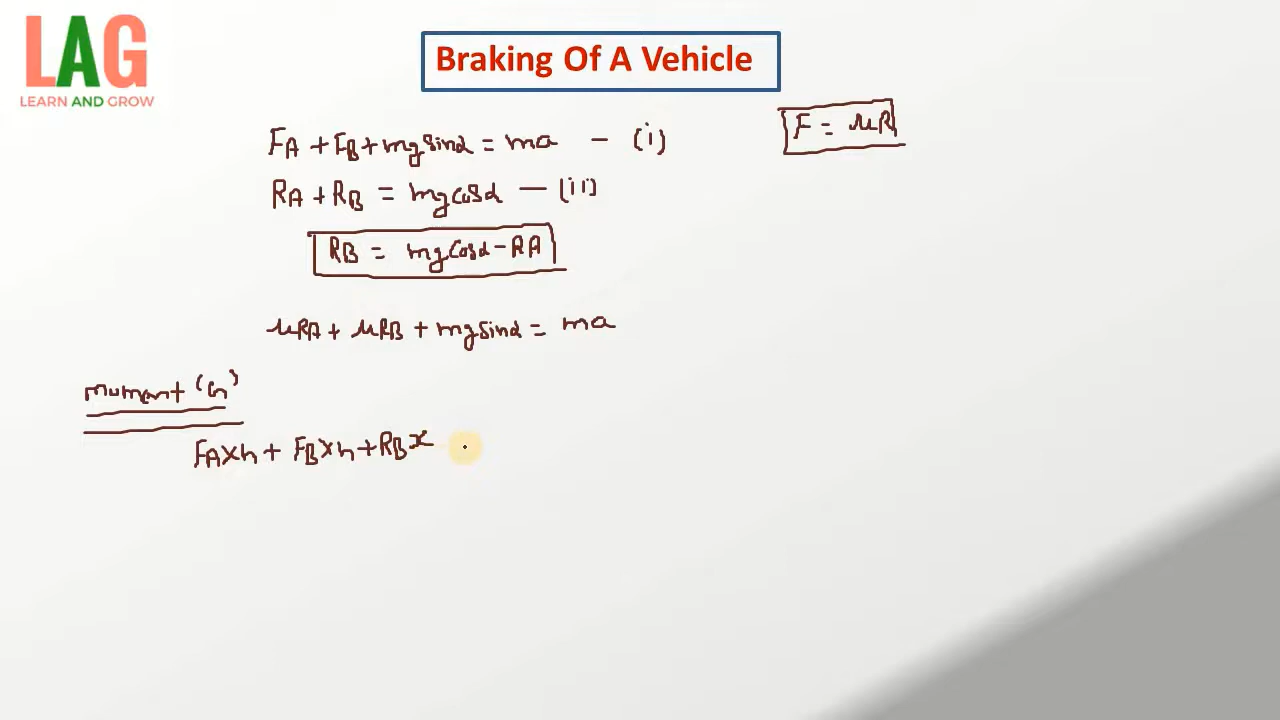 LAG
LEARN AND GROW
Braking Of A Vehicle
F = μR
FA + FB + mg sinα = ma - (i)
RA + RB = mg cosα - (ii)
RB = mg cosα - RA
μRA + μRB + mg sinα = ma
moment (G)
FA×h + FB×h + RBx